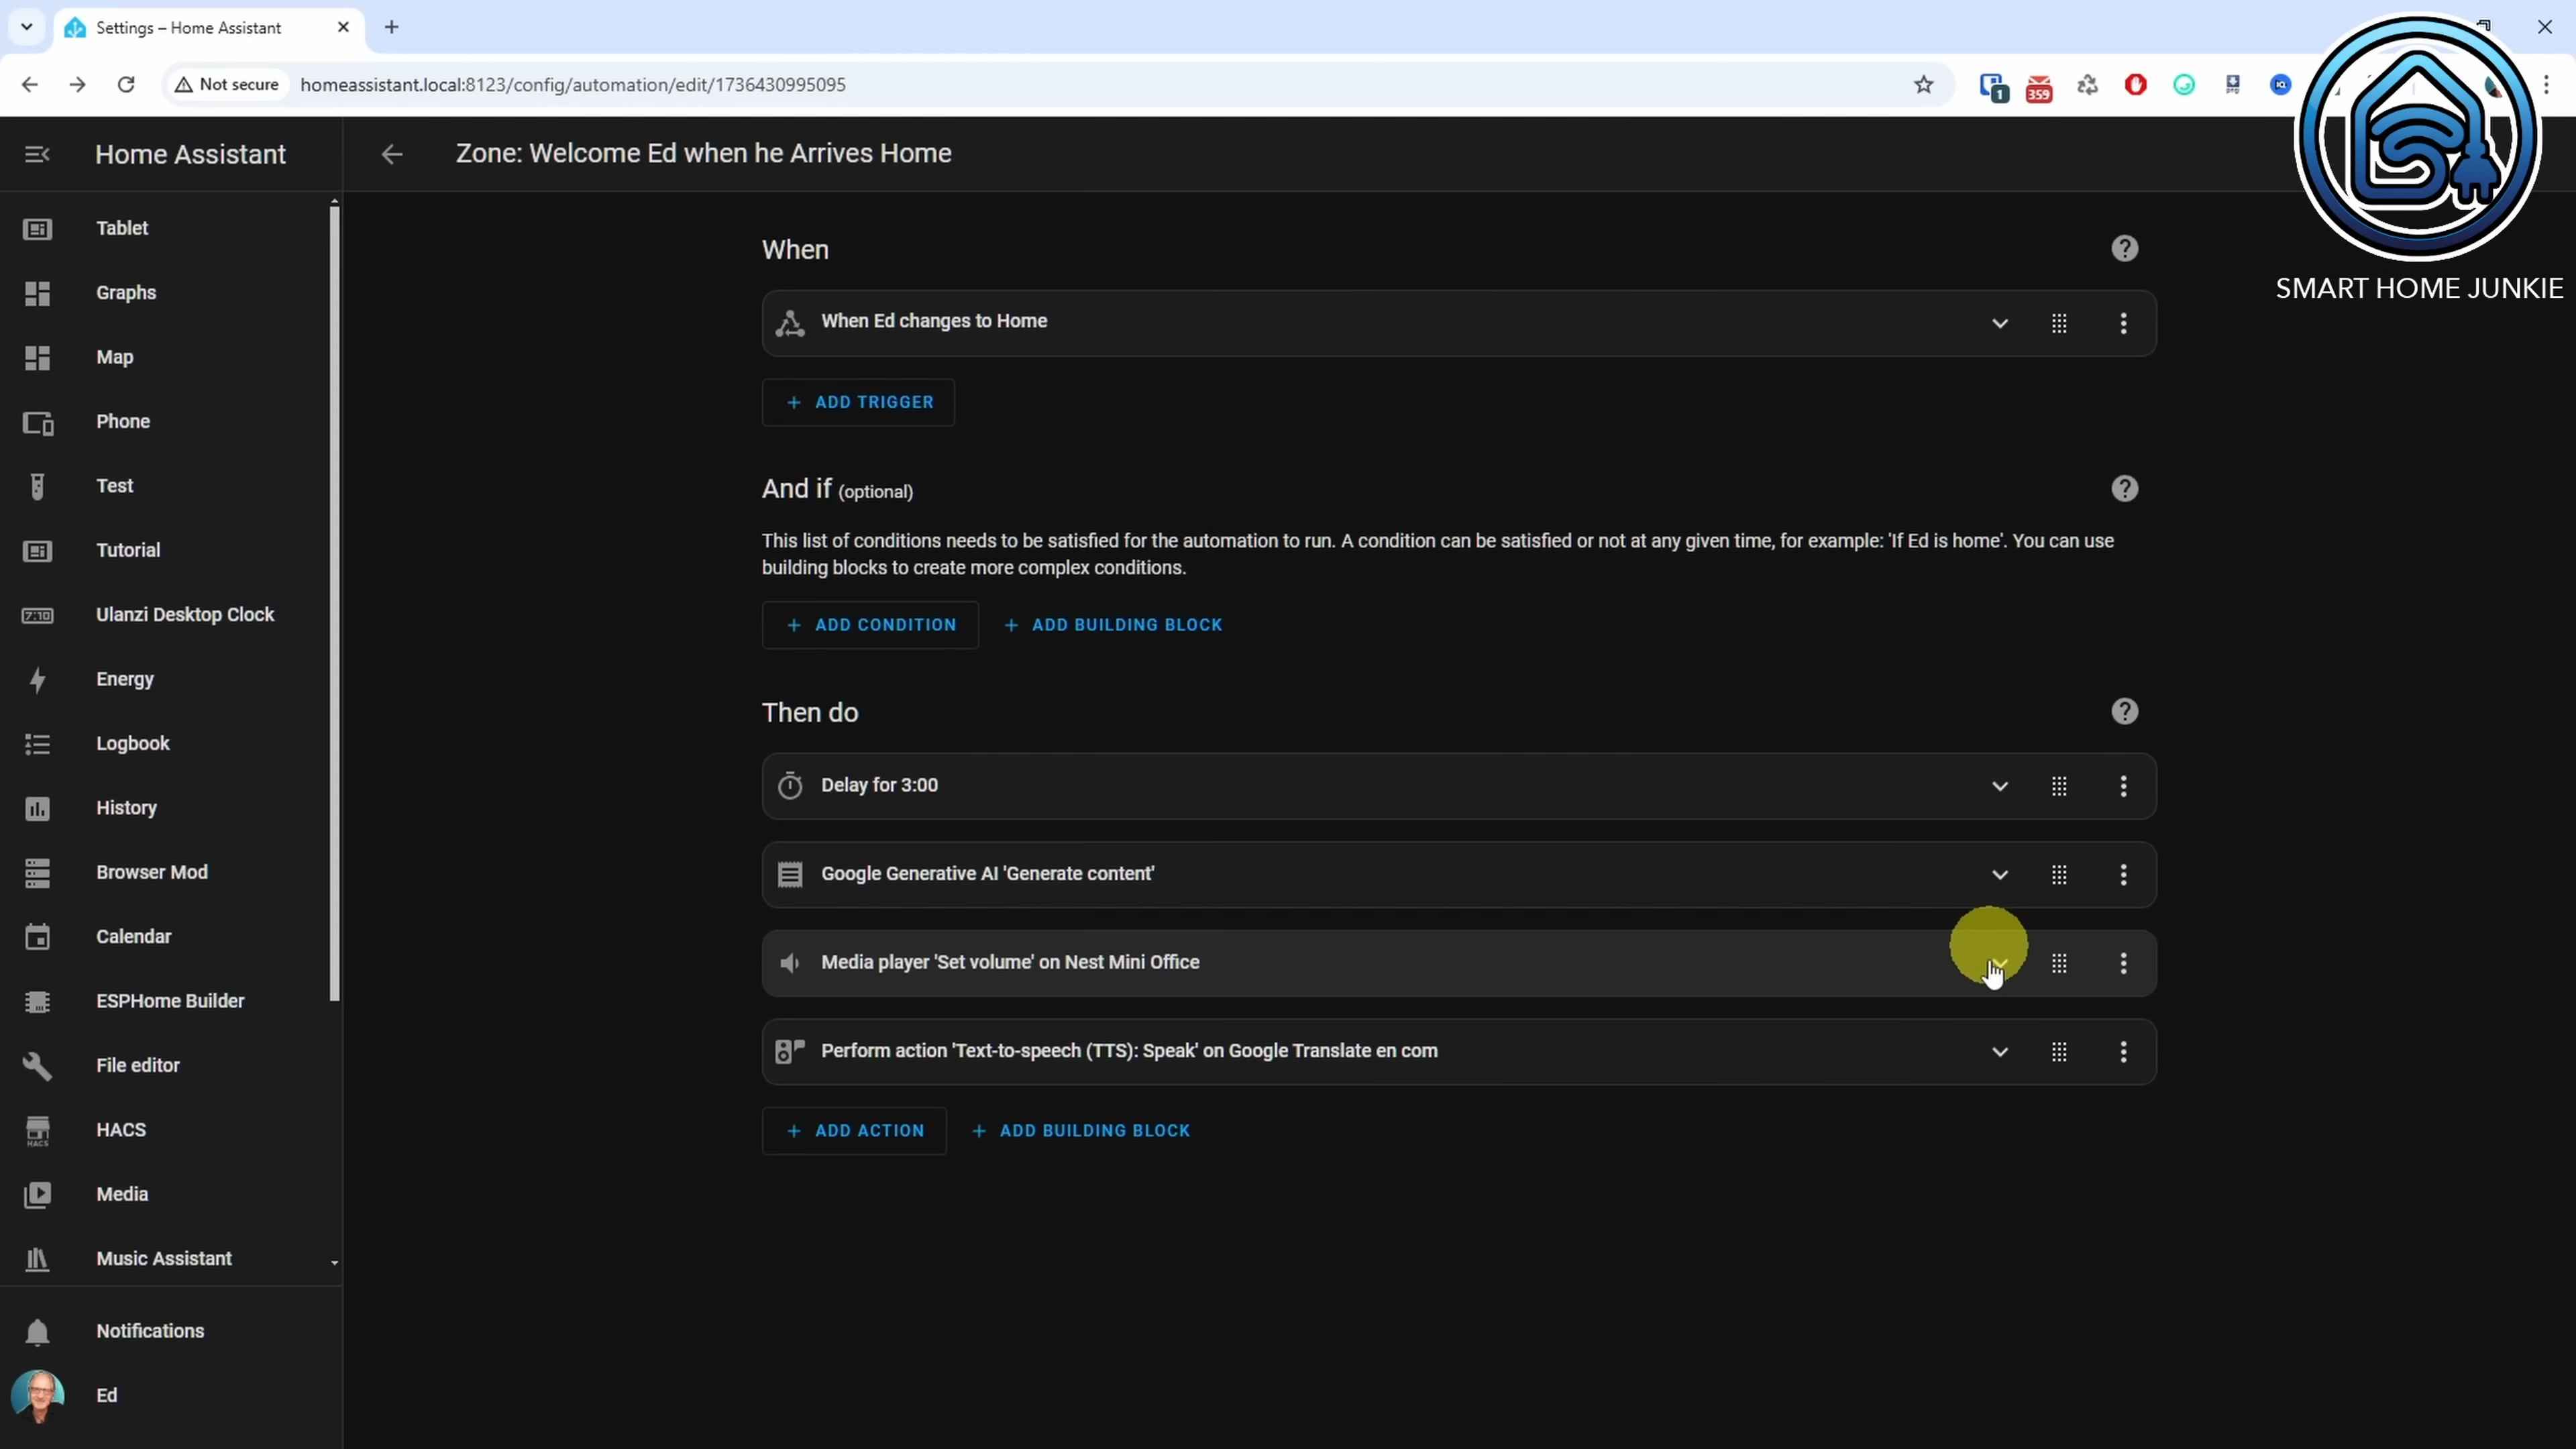 Settings – Home Assistant
Not secure
homeassistant.local:8123/config/automation/edit/1736430995095
1
359
SMART HOME JUNKIE
Home Assistant
Zone: Welcome Ed when he Arrives Home
Tablet
Graphs
Map
Phone
Test
Tutorial
7:10
Ulanzi Desktop Clock
Energy
Logbook
History
Browser Mod
Calendar
ESPHome Builder
File editor
HACS
HACS
Media
Music Assistant
Notifications
Ed
When
When Ed changes to Home
+ ADD TRIGGER
And if (optional)
This list of conditions needs to be satisfied for the automation to run. A condition can be satisfied or not at any given time, for example: 'If Ed is home'. You can use
building blocks to create more complex conditions.
+ ADD CONDITION + ADD BUILDING BLOCK
Then do
Delay for 3:00
Google Generative AI 'Generate content'
Media player 'Set volume' on Nest Mini Office
Perform action 'Text-to-speech (TTS): Speak' on Google Translate en com
+ ADD ACTION + ADD BUILDING BLOCK